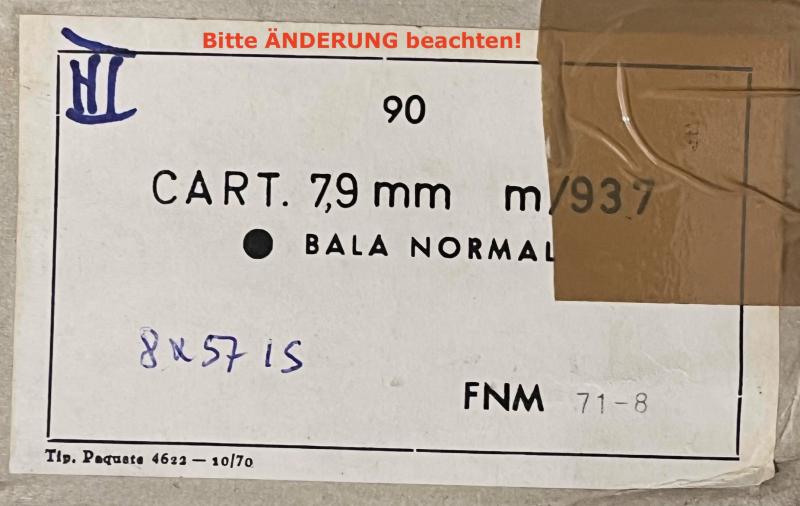 Bitte ÄNDERUNG beachten!
III
90
CART. 7,9 mm m/937
● BALA NORMAL
8x57 IS
FNM 71-8
Tip. Paquete 4622 — 10/70